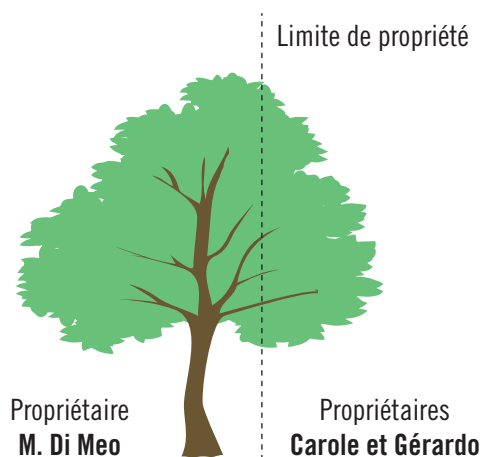 Limite de propriété
Propriétaire
M. Di Meo
Propriétaires
Carole et Gérardo